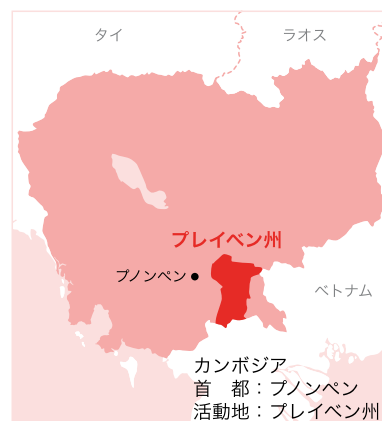 タイ
ラオス
プレイベン州
プノンペン
ベトナム
カンボジア
首　都：プノンペン
活動地：プレイベン州